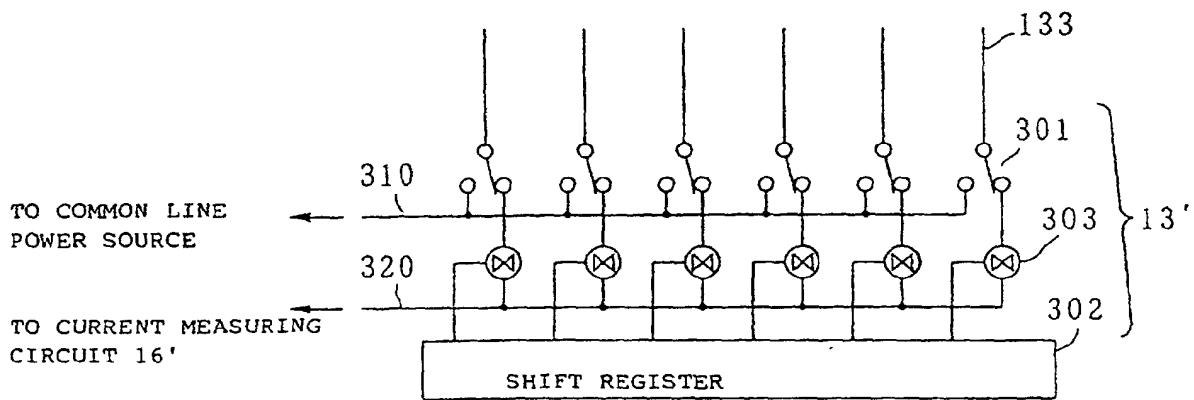 133
301
310
TO COMMON LINE
POWER SOURCE
13'
303
320
302
TO CURRENT MEASURING
CIRCUIT 16'
SHIFT REGISTER